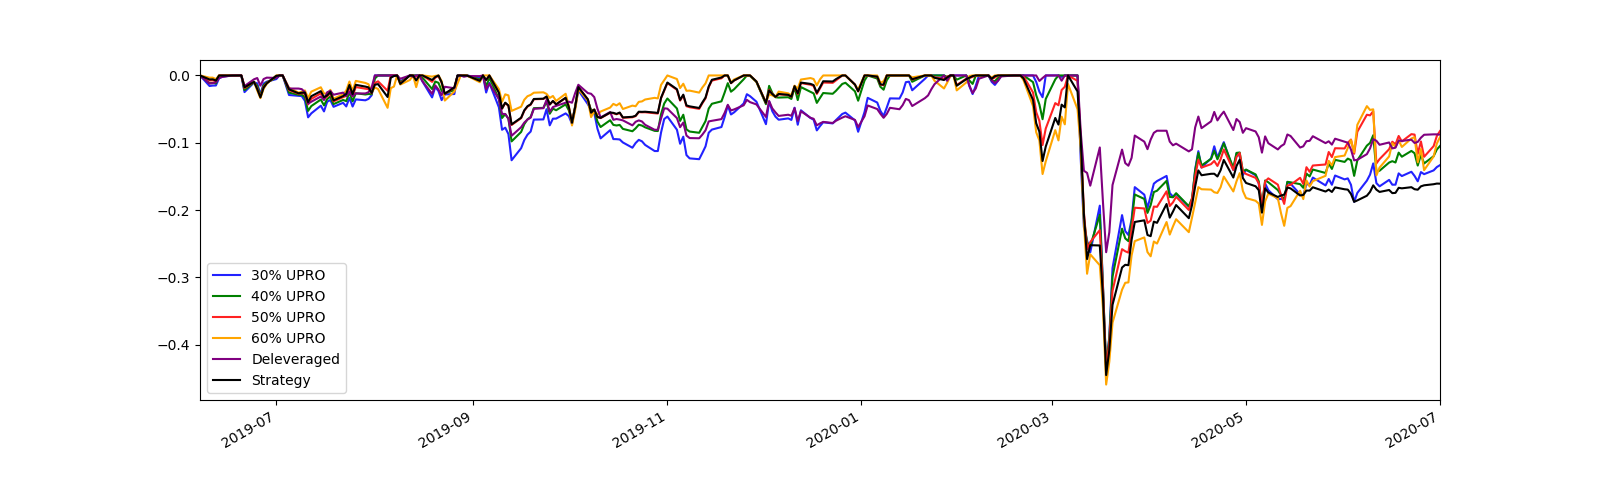 0.0
−0.1
−0.2
−0.3
−0.4
30% UPRO
40% UPRO
50% UPRO
60% UPRO
Deleveraged
Strategy
2019-07
2019-09
2019-11
2020-01
2020-03
2020-05
2020-07